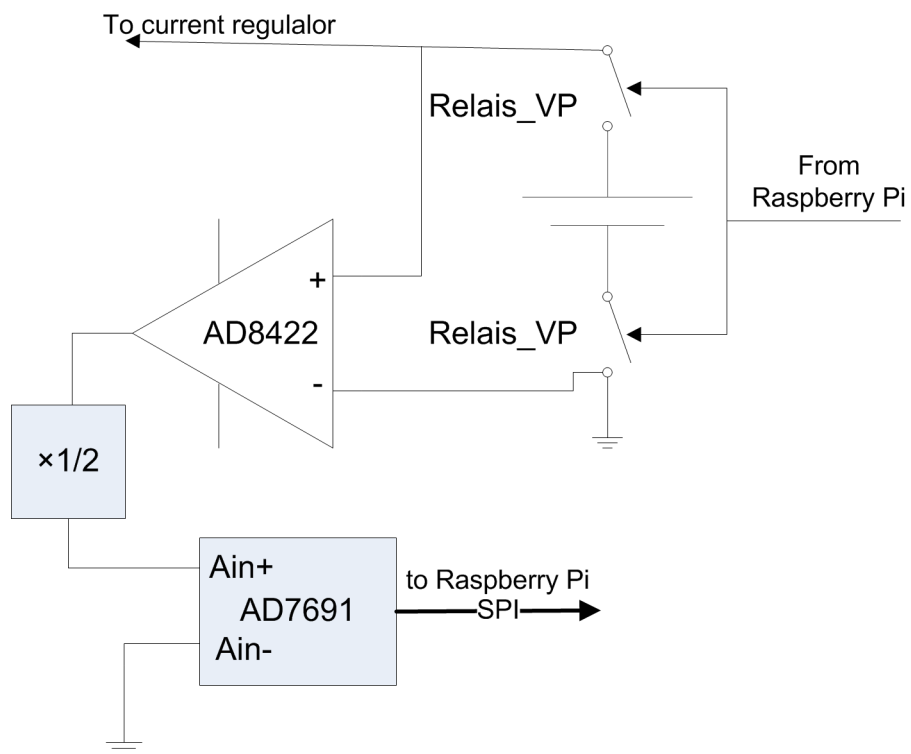 To current regulalor
Relais_VP
From
Raspberry Pi
+
AD8422
Relais_VP
-
×1/2
Ain+
to Raspberry Pi
AD7691
SPI
Ain-